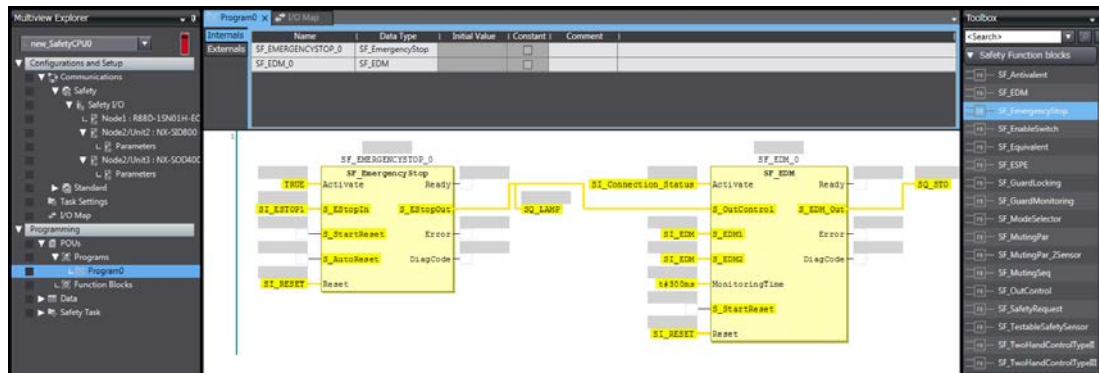 Multiview Explorer
new_SafetyCPU0
Configurations and Setup
Communications
Safety
Safety I/O
Node1 : R88D-1SN01H-EC
Node2/Unit2 : NX-SID800
Parameters
Node2/Unit3 : NX-SOD400
Parameters
Standard
Task Settings
I/O Map
Programming
POUs
Programs
Program0
Function Blocks
Data
Safety Task
Program0 x I/O Map
Internals
Externals
Name | Data Type | Initial Value | Constant | Comment
SF_EMERGENCYSTOP_0 SF_EmergencyStop
SF_EDM_0 SF_EDM
1
SF_EMERGENCYSTOP_0
SF_EmergencyStop
TRUE Activate Ready
SI_ESTOP1 S_EStopIn S_EStopOut SQ_LAMP
S_StartReset Error
S_AutoReset DiagCode
SI_RESET Reset
SF_EDM_0
SF_EDM
SI_Connection_Status Activate Ready SQ_STO
S_OutControl S_EDM_Out
SI_EDM S_EDM1 Error
SI_EDM S_EDM2 DiagCode
t#300ms MonitoringTime
S_StartReset
SI_RESET Reset
Toolbox
<Search>
Safety Function blocks
SF_Antivalent
SF_EDM
SF_EmergencyStop
SF_EnableSwitch
SF_Equivalent
SF_ESPE
SF_GuardLocking
SF_GuardMonitoring
SF_ModeSelector
SF_MutingPar
SF_MutingPar_2Sensor
SF_MutingSeq
SF_OutControl
SF_SafetyRequest
SF_TestableSafetySensor
SF_TwoHandControlTypeII
SF_TwoHandControlTypeIII